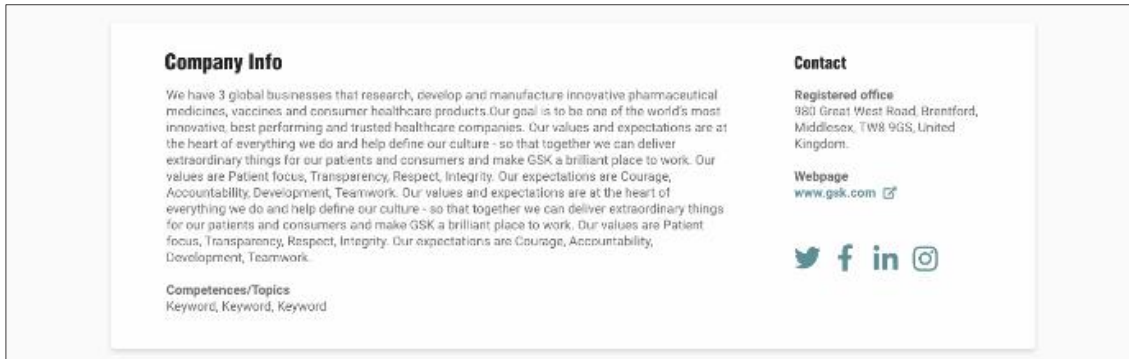 Company Info
We have 3 global businesses that research, develop and manufacture innovative pharmaceutical
medicines, vaccines and consumer healthcare products.Our goal is to be one of the world's most
innovative, best performing and trusted healthcare companies. Our values and expectations are at
the heart of everything we do and help define our culture - so that together we can deliver
extraordinary things for our patients and consumers and make GSK a brilliant place to work. Our
values are Patient focus, Transparency, Respect, Integrity. Our expectations are Courage,
Accountability, Development, Teamwork. Our values and expectations are at the heart of
everything we do and help define our culture - so that together we can deliver extraordinary things
for our patients and consumers and make GSK a brilliant place to work. Our values are Patient
focus, Transparency, Respect, Integrity. Our expectations are Courage, Accountability,
Development, Teamwork.
Competences/Topics
Keyword, Keyword, Keyword
Contact
Registered office
980 Great West Road, Brentford,
Middlesex, TW8 9GS, United
Kingdom.
Webpage
www.gsk.com